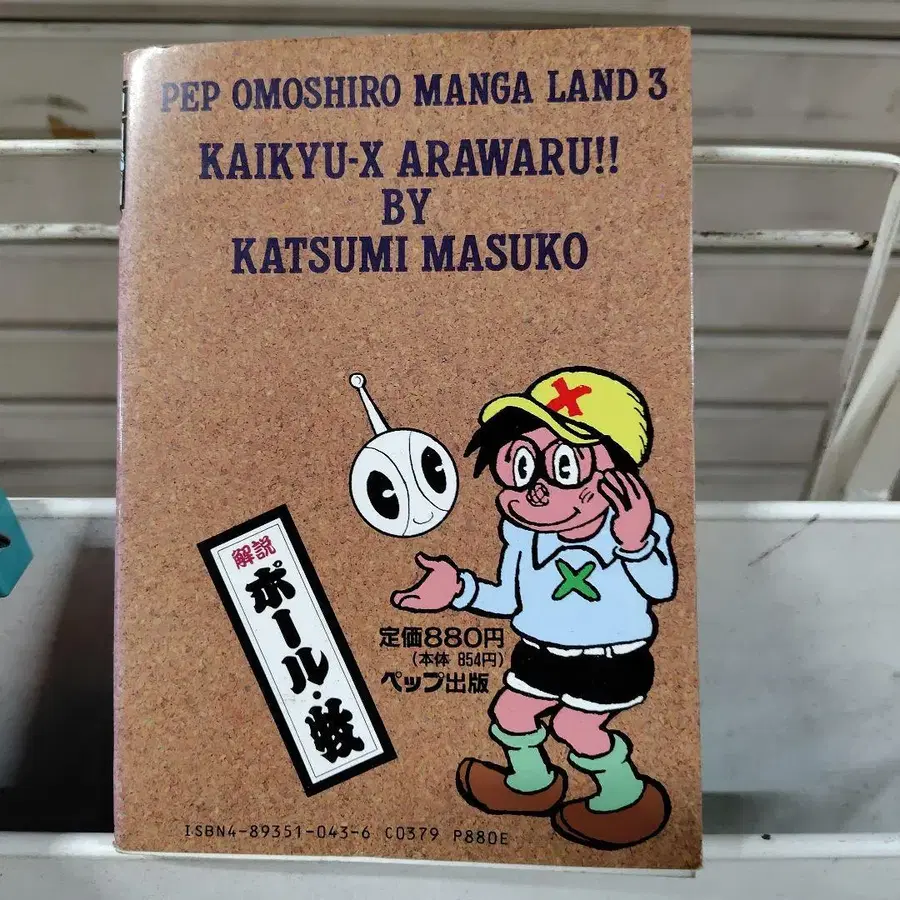 PEP OMOSHIRO MANGA LAND 3
KAIKYU-X ARAWARU!!
BY
KATSUMI MASUKO
X
X
解説
ポール・牧
定価880円
(本体 854円)
ペップ出版
ISBN4-89351-043-6 C0379 P880E